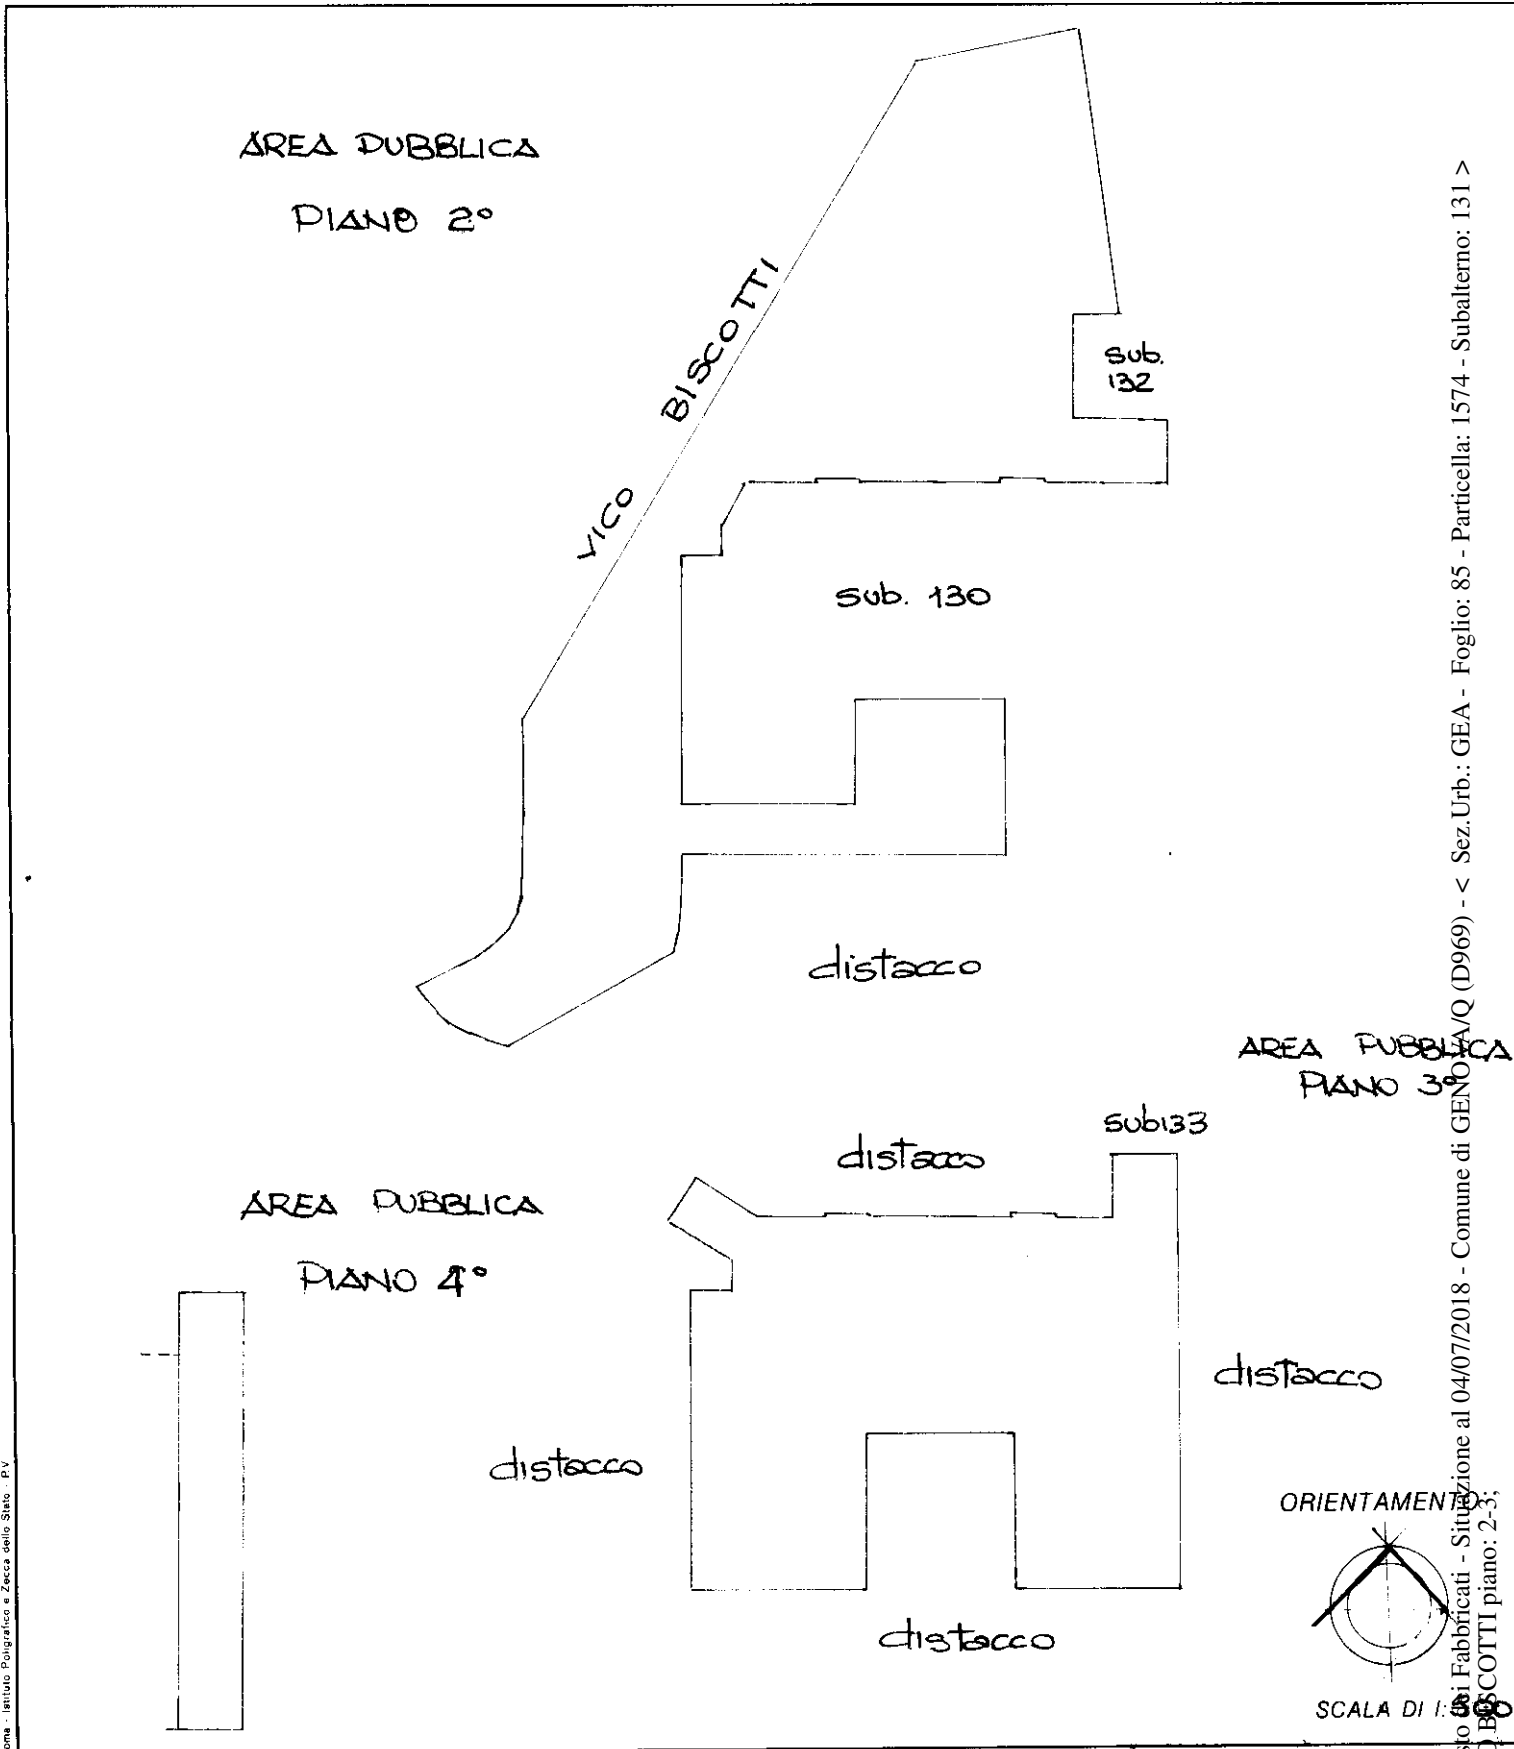 AREA PUBBLICA
PIANO 2°
VICO BISCOTTI
sub.
132
sub. 130
distacco
AREA PUBBLICA
PIANO 3°
sub133
distacco
AREA PUBBLICA
PIANO 4°
distacco
distacco
distacco
ORIENTAMENTO
SCALA DI 1:500
Fabbricati - Situazione al 04/07/2018 - Comune di GENOVA/Q (D969) - < Sez.Urb.: GEA - Foglio: 85 - Particella: 1574 - Subalterno: 131 >
BISCOTTI piano: 2-3;
Istituto Poligrafico e Zecca dello Stato - P.V.